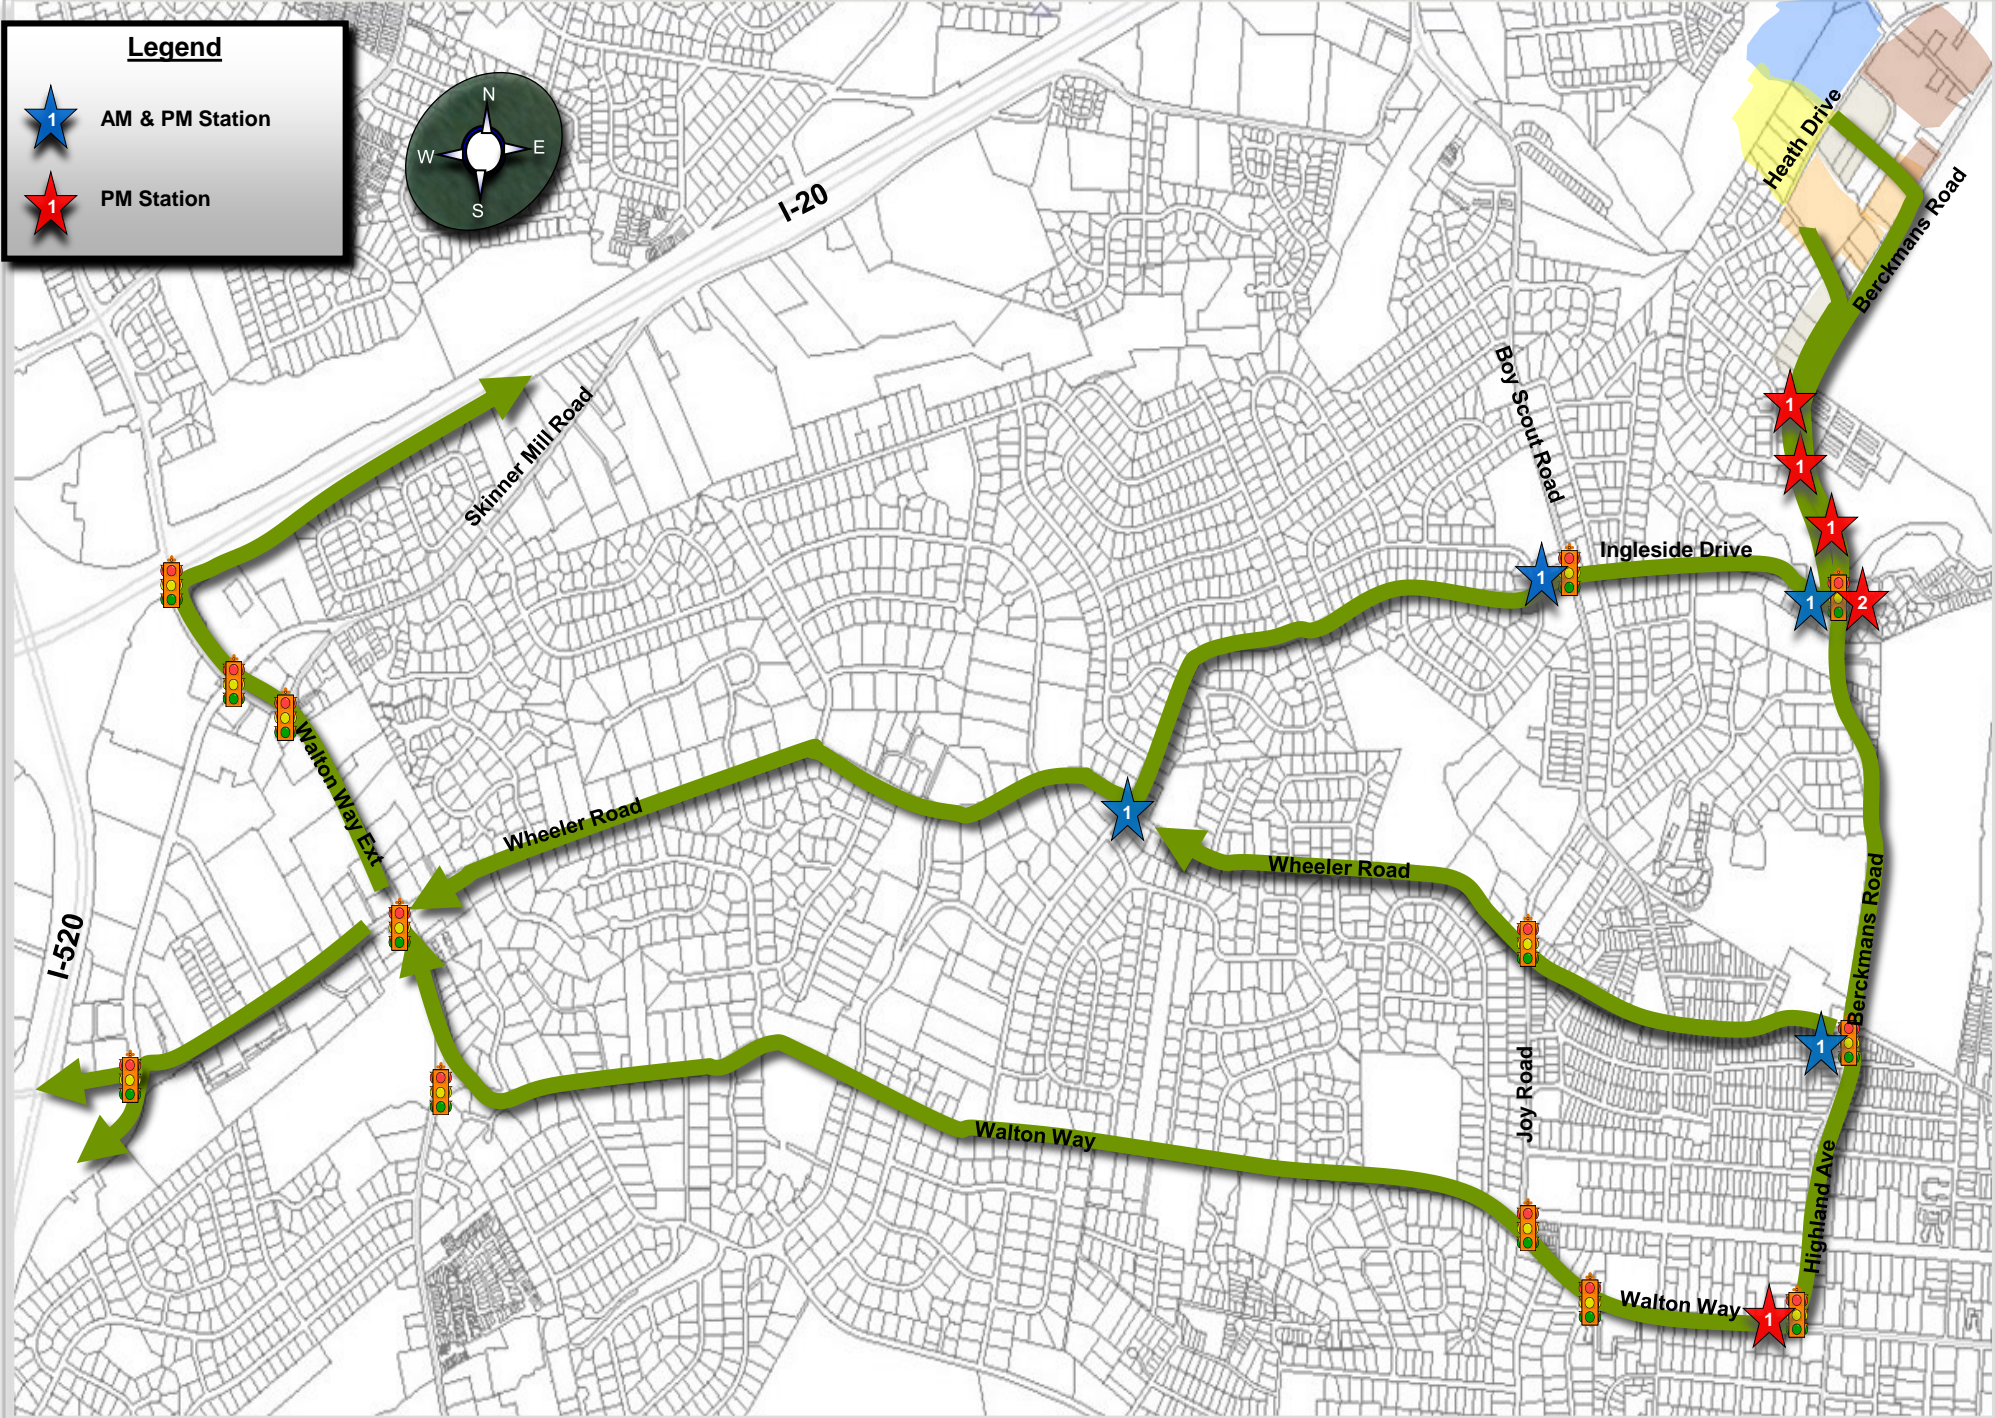 Legend
1 AM & PM Station
1 PM Station
N
W E
S
I-20
Heath Drive
Berckmans Road
Skinner Mill Road
Boy Scout Road
1
1
1
Ingleside Drive
1
1 2
Walton Way Ext
Wheeler Road
1
Wheeler Road
Berckmans Road
I-520
1
Joy Road
Walton Way
Highland Ave
Walton Way
1